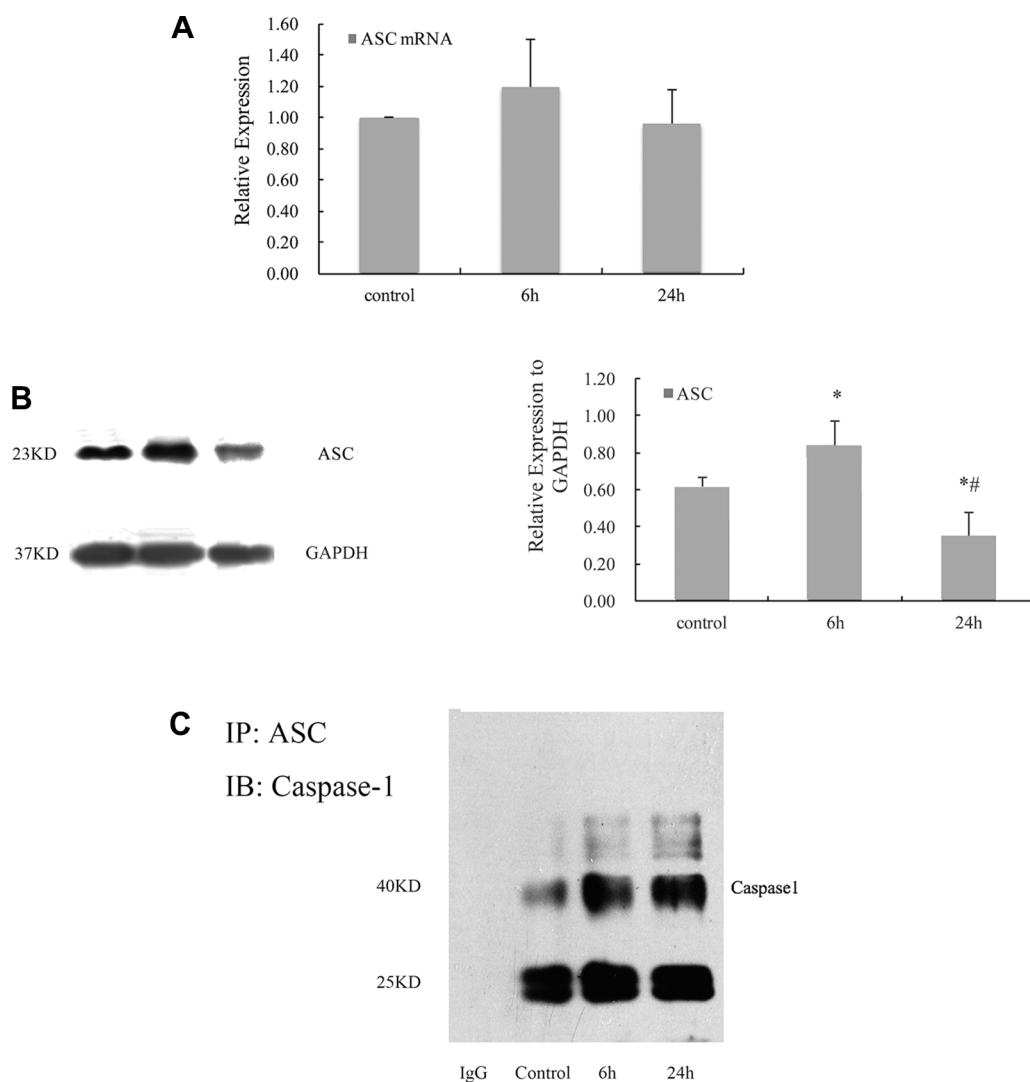 A
Relative Expression
1.60
1.40
1.20
1.00
0.80
0.60
0.40
0.20
0.00
ASC mRNA
control 6h 24h
B
23KD ASC
37KD GAPDH
Relative Expression to
GAPDH
1.20
1.00
0.80
0.60
0.40
0.20
0.00
ASC
*
*#
control 6h 24h
C
IP: ASC
IB: Caspase-1
40KD Caspase1
25KD
IgG Control 6h 24h